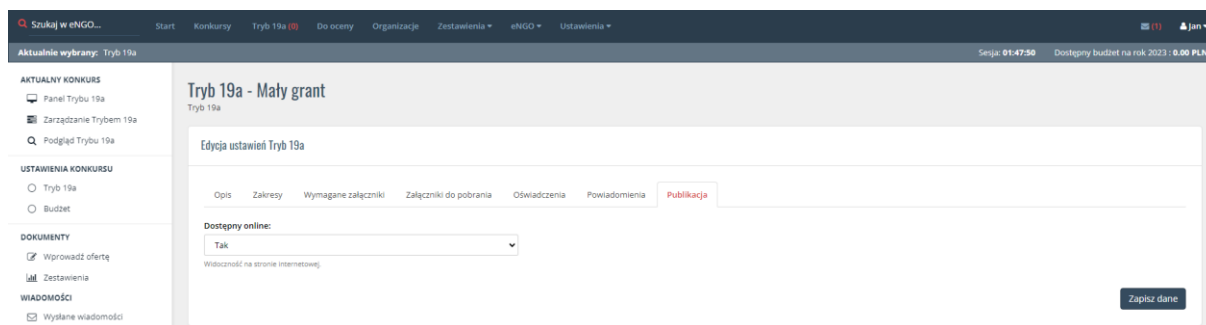 Szukaj w eNGO... Start Konkursy Tryb 19a (0) Do oceny Organizacje Zestawienia eNGO Ustawienia (1) Jan
Aktualnie wybrany: Tryb 19a Sesja: 01:47:50 Dostępny budżet na rok 2023 : 0.00 PLN
AKTUALNY KONKURS
Panel Trybu 19a
Zarządzanie Trybem 19a
Podgląd Trybu 19a
USTAWIENIA KONKURSU
Tryb 19a
Budżet
DOKUMENTY
Wprowadź ofertę
Zestawienia
WIADOMOŚCI
Wysłane wiadomości
Tryb 19a - Mały grant
Tryb 19a
Edycja ustawień Tryb 19a
Opis Zakresy Wymagane załączniki Załączniki do pobrania Oświadczenia Powiadomienia Publikacja
Dostępny online:
Tak
Widoczność na stronie internetowej.
Zapisz dane